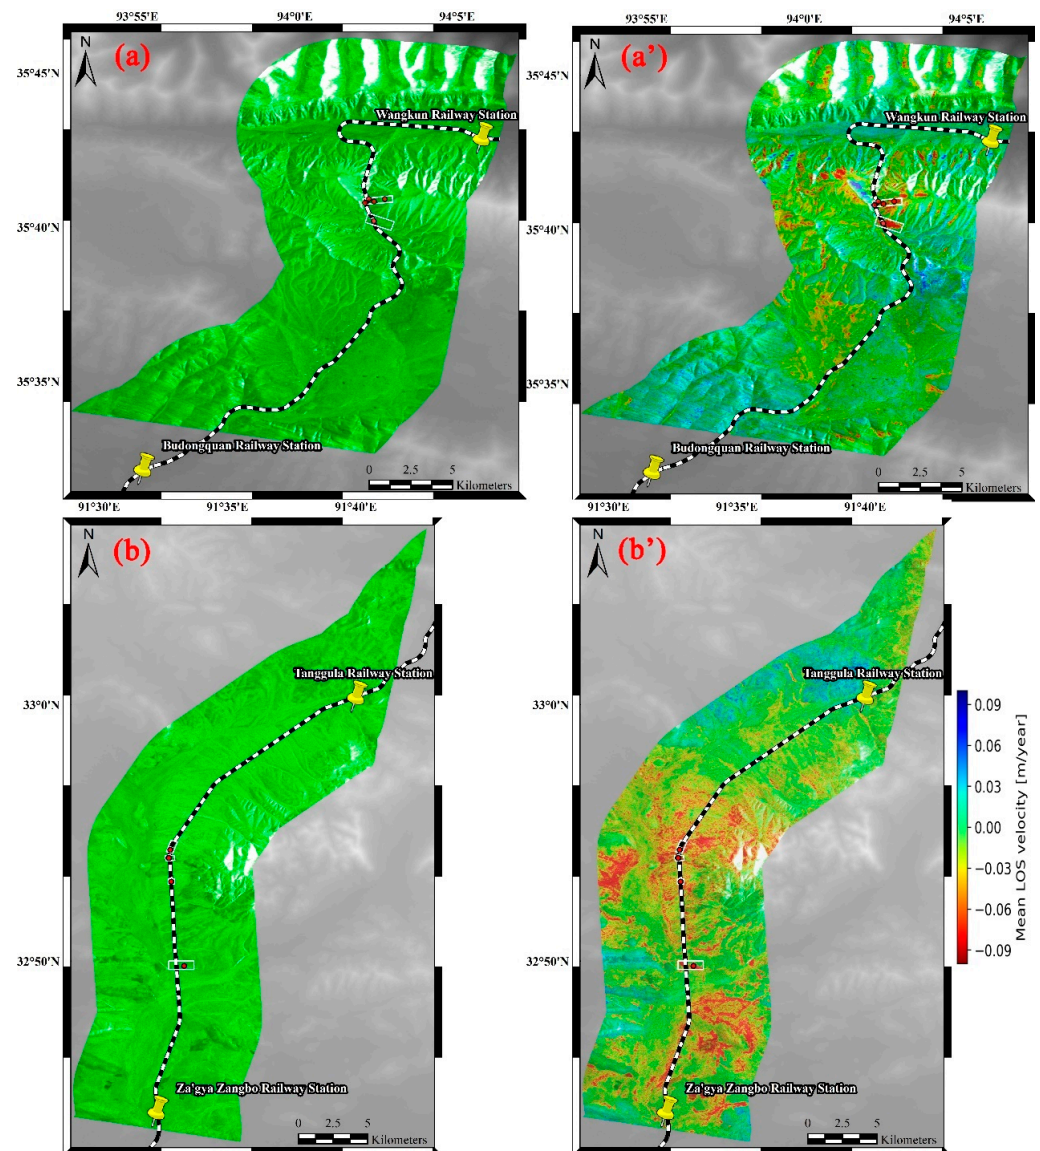 93°55'E 94°0'E 94°5'E
93°55'E 94°0'E 94°5'E
N
(a)
N
(a')
35°45'N
35°45'N
Wangkun Railway Station
Wangkun Railway Station
35°40'N
35°40'N
35°35'N
35°35'N
Budongquan Railway Station
Budongquan Railway Station
0 2.5 5
Kilometers
0 2.5 5
Kilometers
91°30'E 91°35'E 91°40'E
91°30'E 91°35'E 91°40'E
N
(b)
N
(b')
Tanggula Railway Station
Tanggula Railway Station
33°0'N
33°0'N
32°50'N
32°50'N
Za'gya Zangbo Railway Station
Za'gya Zangbo Railway Station
0 2.5 5
Kilometers
0 2.5 5
Kilometers
0.09
0.06
0.03
0.00
−0.03
−0.06
−0.09
Mean LOS velocity [m/year]